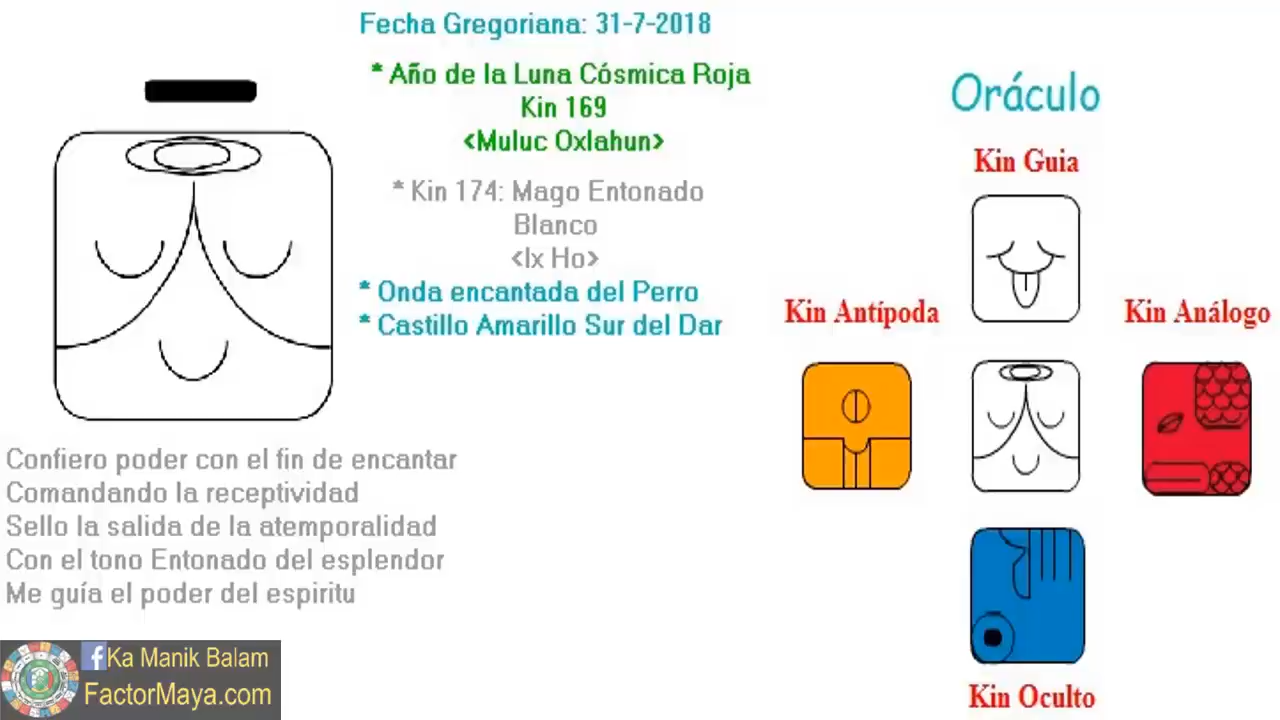 Fecha Gregoriana: 31-7-2018
* Año de la Luna Cósmica Roja
Kin 169
<Muluc Oxlahun>
* Kin 174: Mago Entonado
Blanco
<Ix Ho>
* Onda encantada del Perro
* Castillo Amarillo Sur del Dar
Confiero poder con el fin de encantar
Comandando la receptividad
Sello la salida de la atemporalidad
Con el tono Entonado del esplendor
Me guía el poder del espiritu
Oráculo
Kin Guia
Kin Antípoda
Kin Análogo
Kin Oculto
f Ka Manik Balam
FactorMaya.com